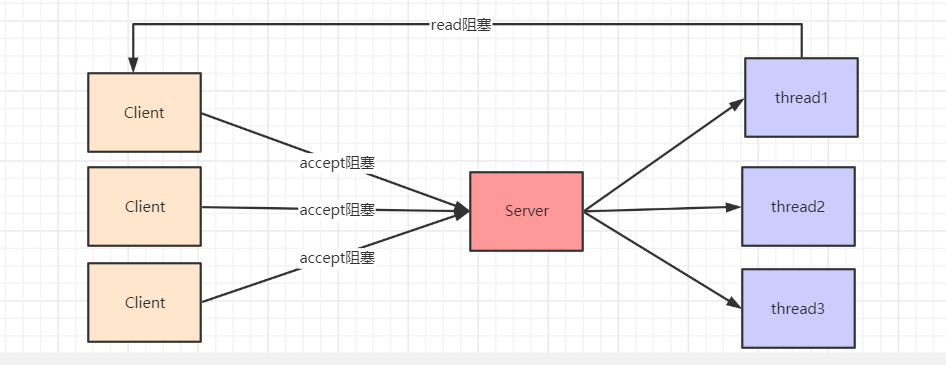 read阻塞
Client
thread1
accept阻塞
Client
accept阻塞
Server
thread2
accept阻塞
Client
thread3